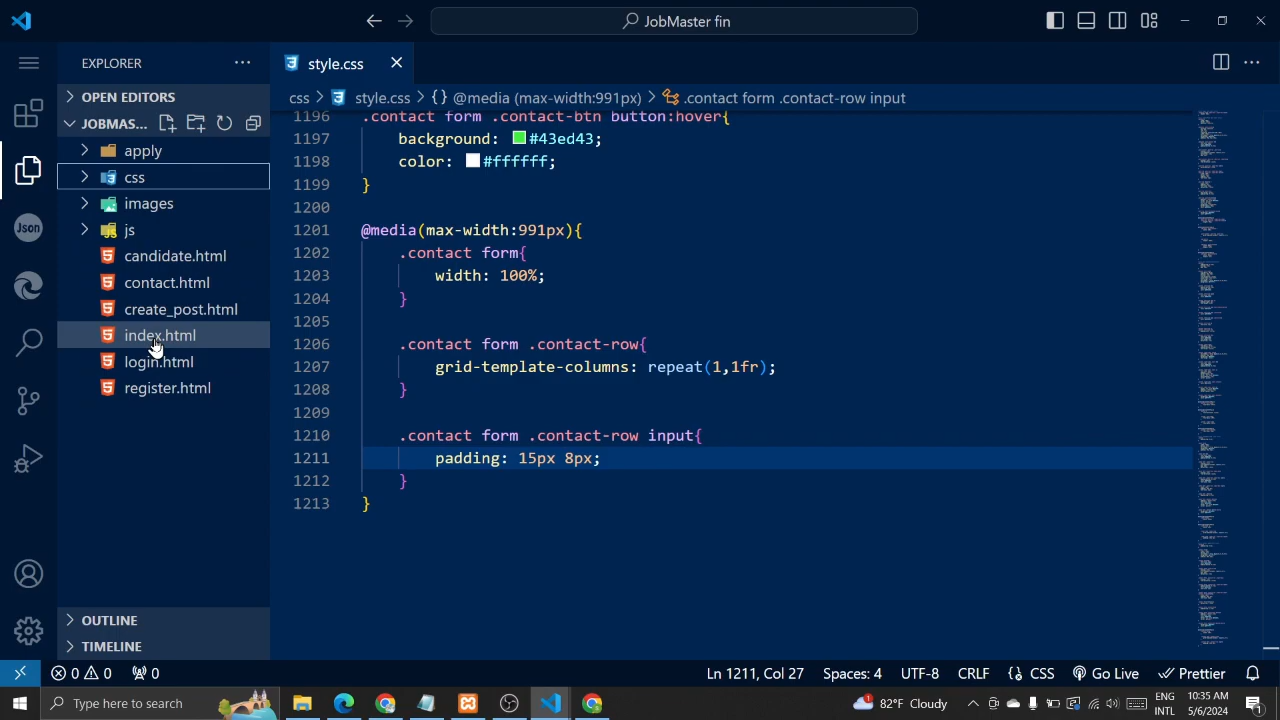 JobMaster fin
EXPLORER
style.css
OPEN EDITORS
css
style.css
@media (max-width:991px)
.contact form .contact-row input
JOBMAS...
apply
css
images
js
candidate.html
contact.html
create_post.html
index.html
login.html
register.html
Json
1196 .contact form .contact-btn button:hover{
1197 background: #43ed43;
1198 color: #ffffff;
1199 }
1200
1201 @media(max-width:991px){
1202 .contact form{
1203 width: 100%;
1204 }
1205
1206 .contact form .contact-row{
1207 grid-template-columns: repeat(1,1fr);
1208 }
1209
1210 .contact form .contact-row input{
1211 padding: 15px 8px;
1212 }
1213 }
OUTLINE
TIMELINE
0 0 0
Ln 1211, Col 27
Spaces: 4
UTF-8
CRLF
CSS
Go Live
Prettier
Type here to search
82°F Cloudy
ENG
INTL
10:35 AM
5/6/2024